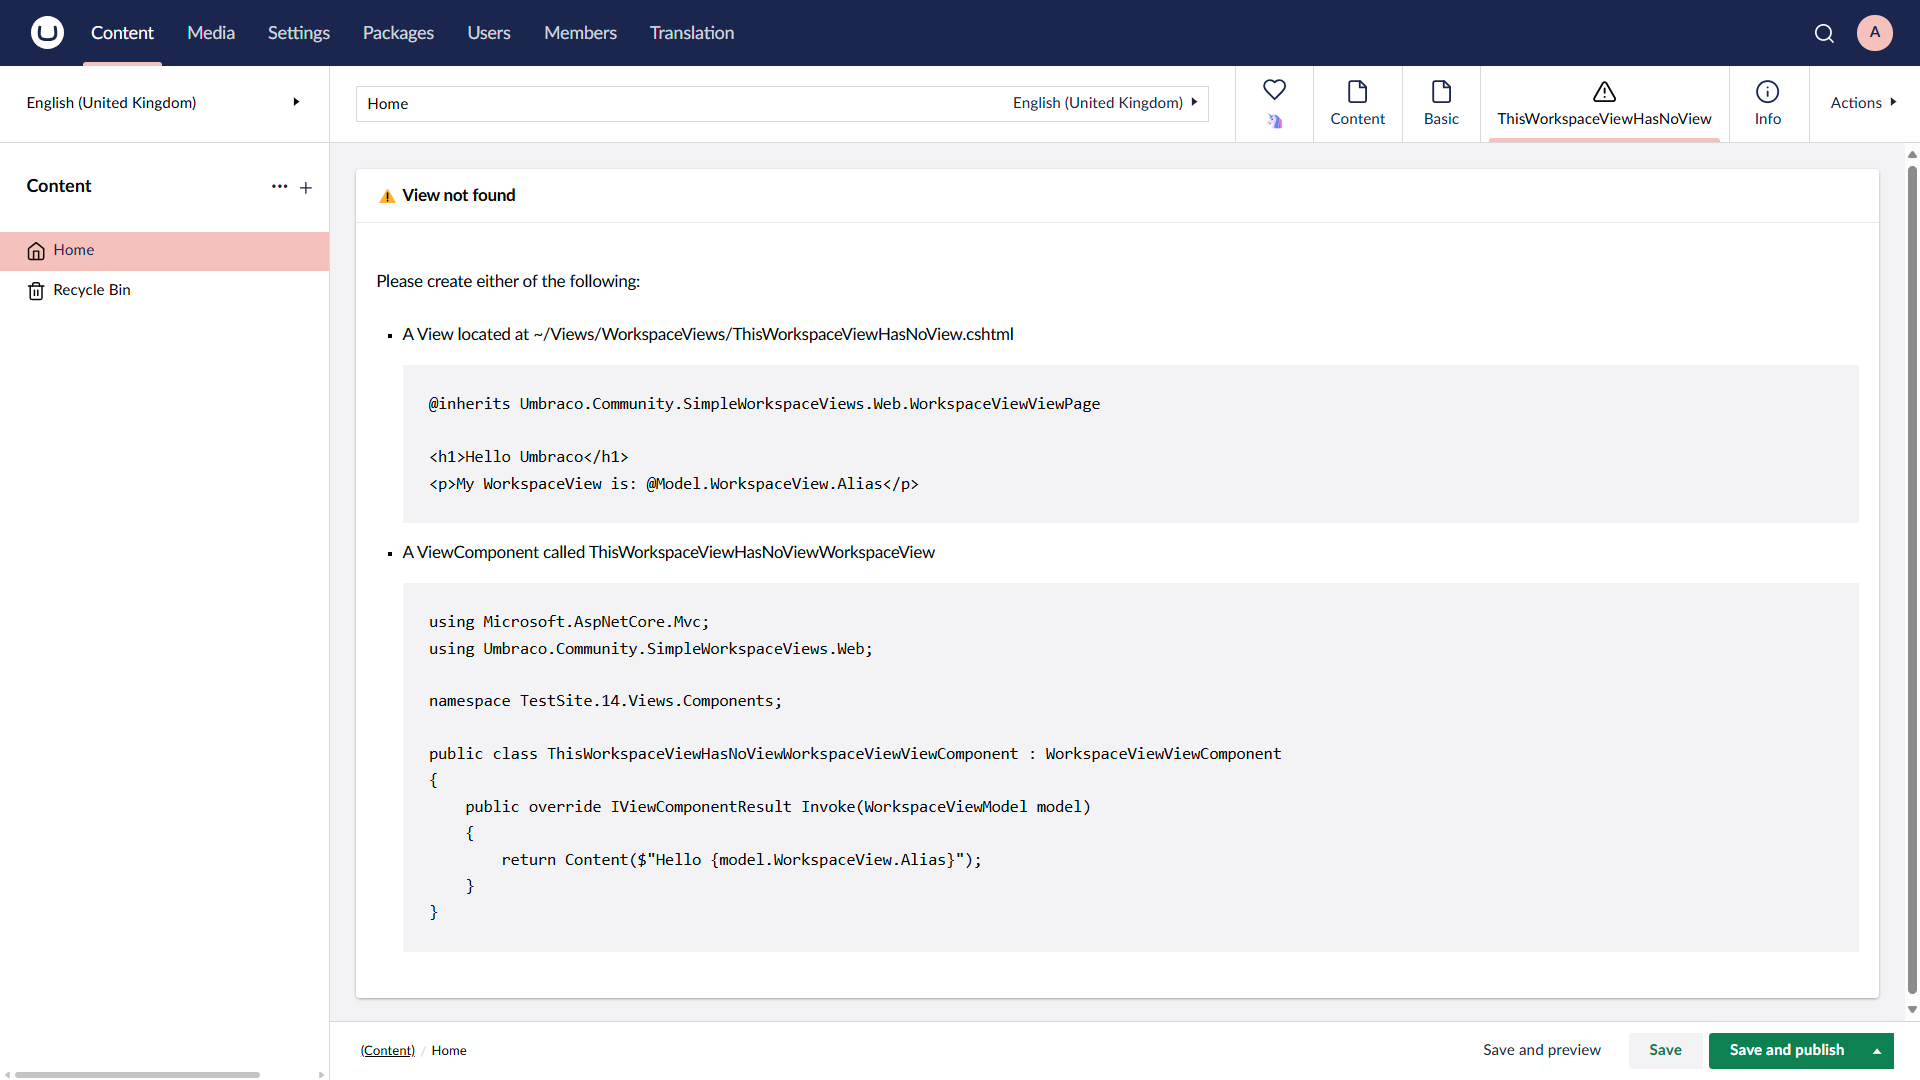 Content
Media
Settings
Packages
Users
Members
Translation
A
English (United Kingdom)
Home
English (United Kingdom)
Content
Basic
ThisWorkspaceViewHasNoView
Info
Actions
Content
Home
Recycle Bin
View not found
Please create either of the following:
A View located at ~/Views/WorkspaceViews/ThisWorkspaceViewHasNoView.cshtml
@inherits Umbraco.Community.SimpleWorkspaceViews.Web.WorkspaceViewViewPage
<h1>Hello Umbraco</h1>
<p>My WorkspaceView is: @Model.WorkspaceView.Alias</p>
A ViewComponent called ThisWorkspaceViewHasNoViewWorkspaceView
using Microsoft.AspNetCore.Mvc;
using Umbraco.Community.SimpleWorkspaceViews.Web;
namespace TestSite.14.Views.Components;
public class ThisWorkspaceViewHasNoViewWorkspaceViewViewComponent : WorkspaceViewViewComponent
{
    public override IViewComponentResult Invoke(WorkspaceViewModel model)
    {
        return Content($"Hello {model.WorkspaceView.Alias}");
    }
}
(Content) / Home
Save and preview
Save
Save and publish